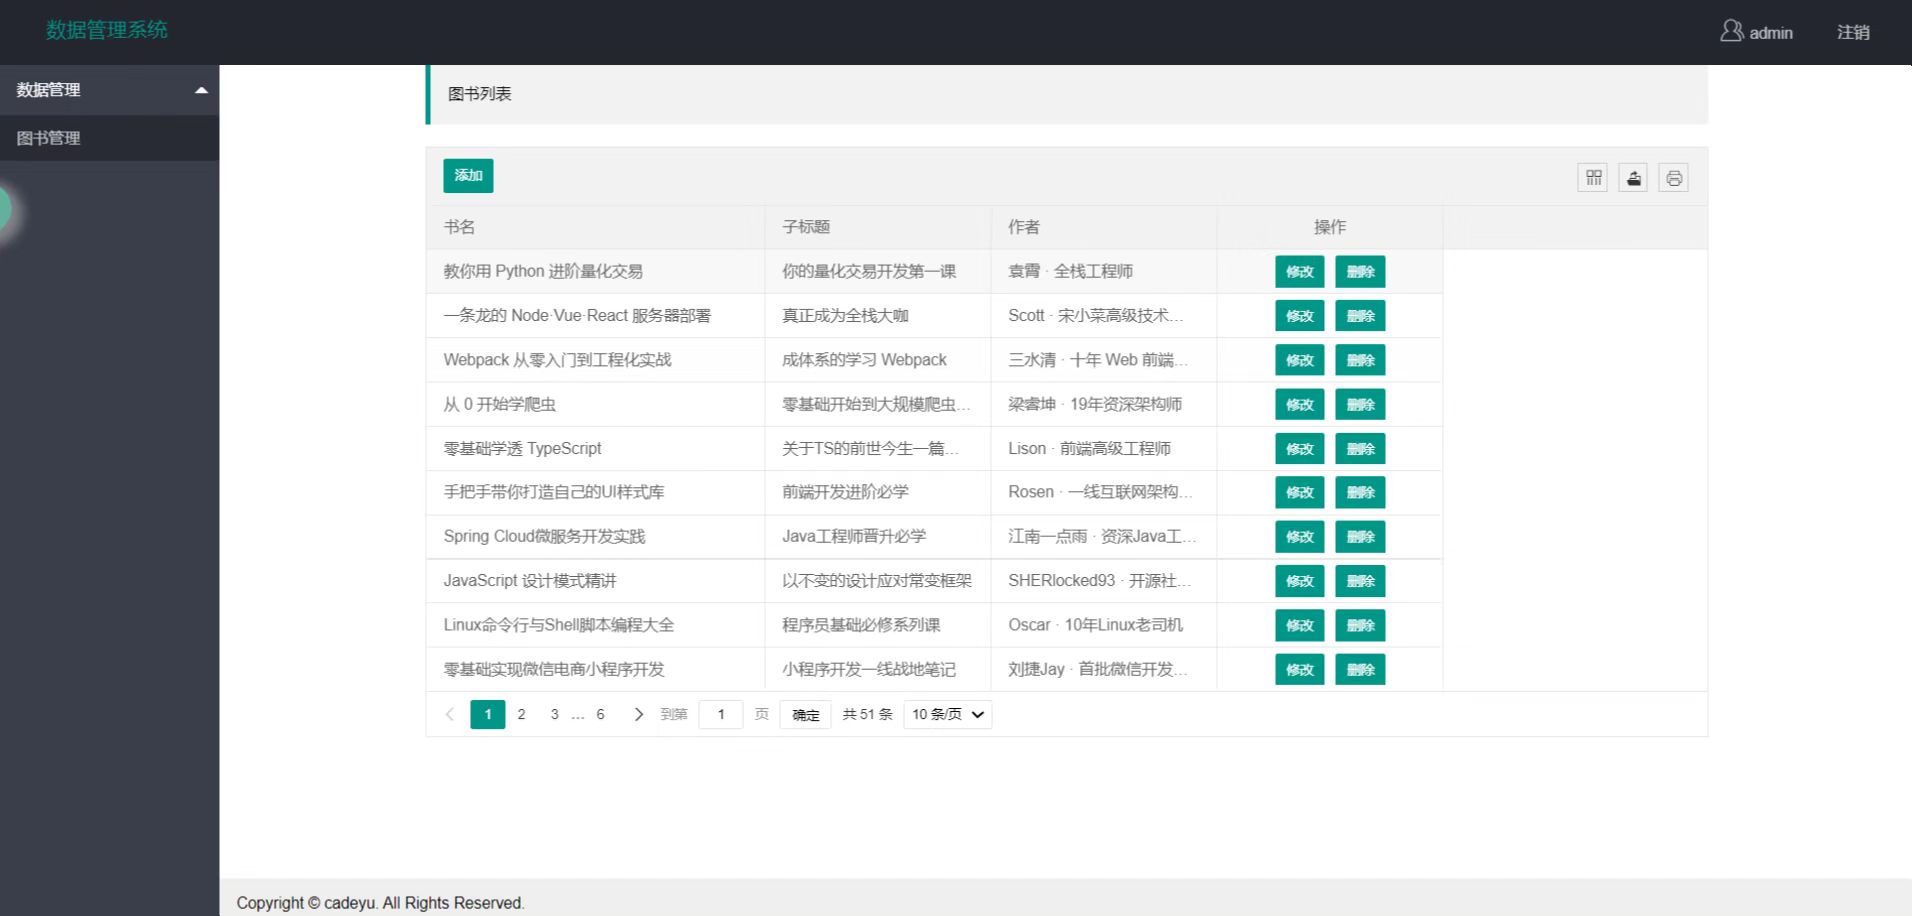 数据管理系统
admin 注销
数据管理
图书管理
图书列表
添加
书名 子标题 作者 操作
教你用 Python 进阶量化交易 你的量化交易开发第一课 袁霄 · 全栈工程师 修改 删除
一条龙的 Node·Vue·React 服务器部署 真正成为全栈大咖 Scott · 宋小菜高级技术... 修改 删除
Webpack 从零入门到工程化实战 成体系的学习 Webpack 三水清 · 十年 Web 前端... 修改 删除
从 0 开始学爬虫 零基础开始到大规模爬虫... 梁睿坤 · 19年资深架构师 修改 删除
零基础学透 TypeScript 关于TS的前世今生一篇... Lison · 前端高级工程师 修改 删除
手把手带你打造自己的UI样式库 前端开发进阶必学 Rosen · 一线互联网架构... 修改 删除
Spring Cloud微服务开发实践 Java工程师晋升必学 江南一点雨 · 资深Java工... 修改 删除
JavaScript 设计模式精讲 以不变的设计应对常变框架 SHERlocked93 · 开源社... 修改 删除
Linux命令行与Shell脚本编程大全 程序员基础必修系列课 Oscar · 10年Linux老司机 修改 删除
零基础实现微信电商小程序开发 小程序开发一线战地笔记 刘捷Jay · 首批微信开发... 修改 删除
1 2 3 ... 6 到第 1 页 确定 共 51 条 10 条/页
Copyright © cadeyu. All Rights Reserved.